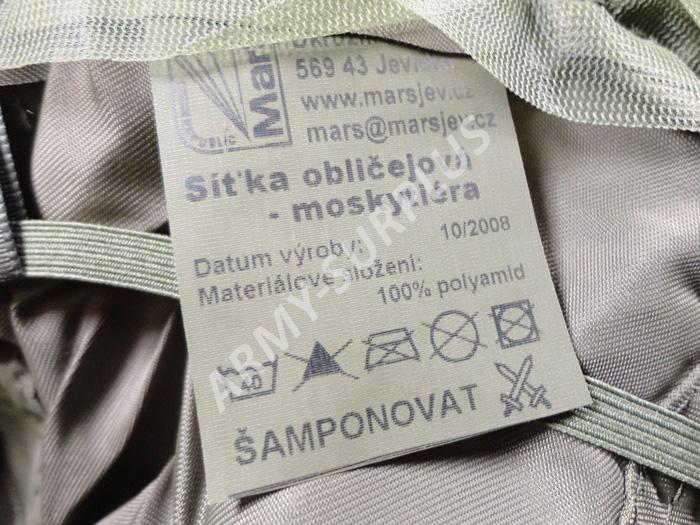 Mars
569 43 Jevíčko
www.marsjev.cz
mars@marsjev.cz
Síťka obličejová
- moskytiéra
Datum výroby: 10/2008
Materiálové složení:
100% polyamid
40
ŠAMPONOVAT
ARMY-SURPLUS